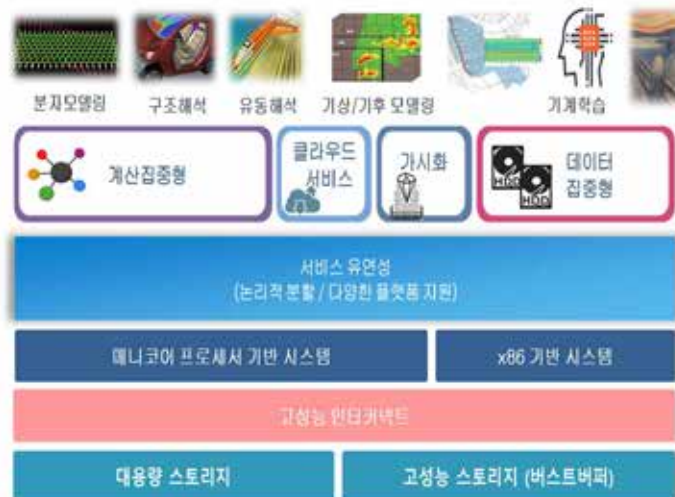 분자모델링
구조해석
유동해석
기상/기후 모델링
기계학습
계산집중형
클라우드
서비스
가시화
데이터
집중형
HDD
HDD
서비스 유연성
(논리적 분할 / 다양한 플랫폼 지원)
매니코어 프로세서 기반 시스템
x86 기반 시스템
고성능 인터커넥트
대용량 스토리지
고성능 스토리지 (버스트버퍼)